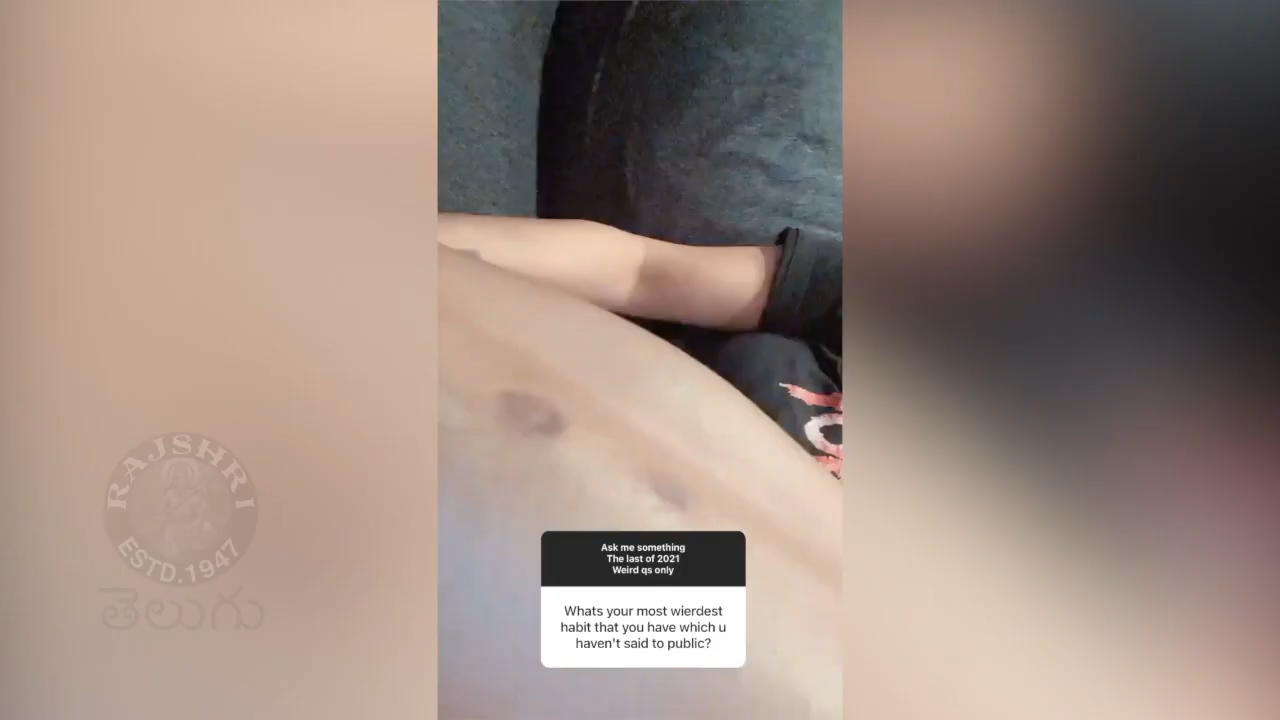 RAJSHRI
ESTD.1947
తెలుగు
Ask me something
The last of 2021
Weird qs only
Whats your most wierdest
habit that you have which u
haven't said to public?